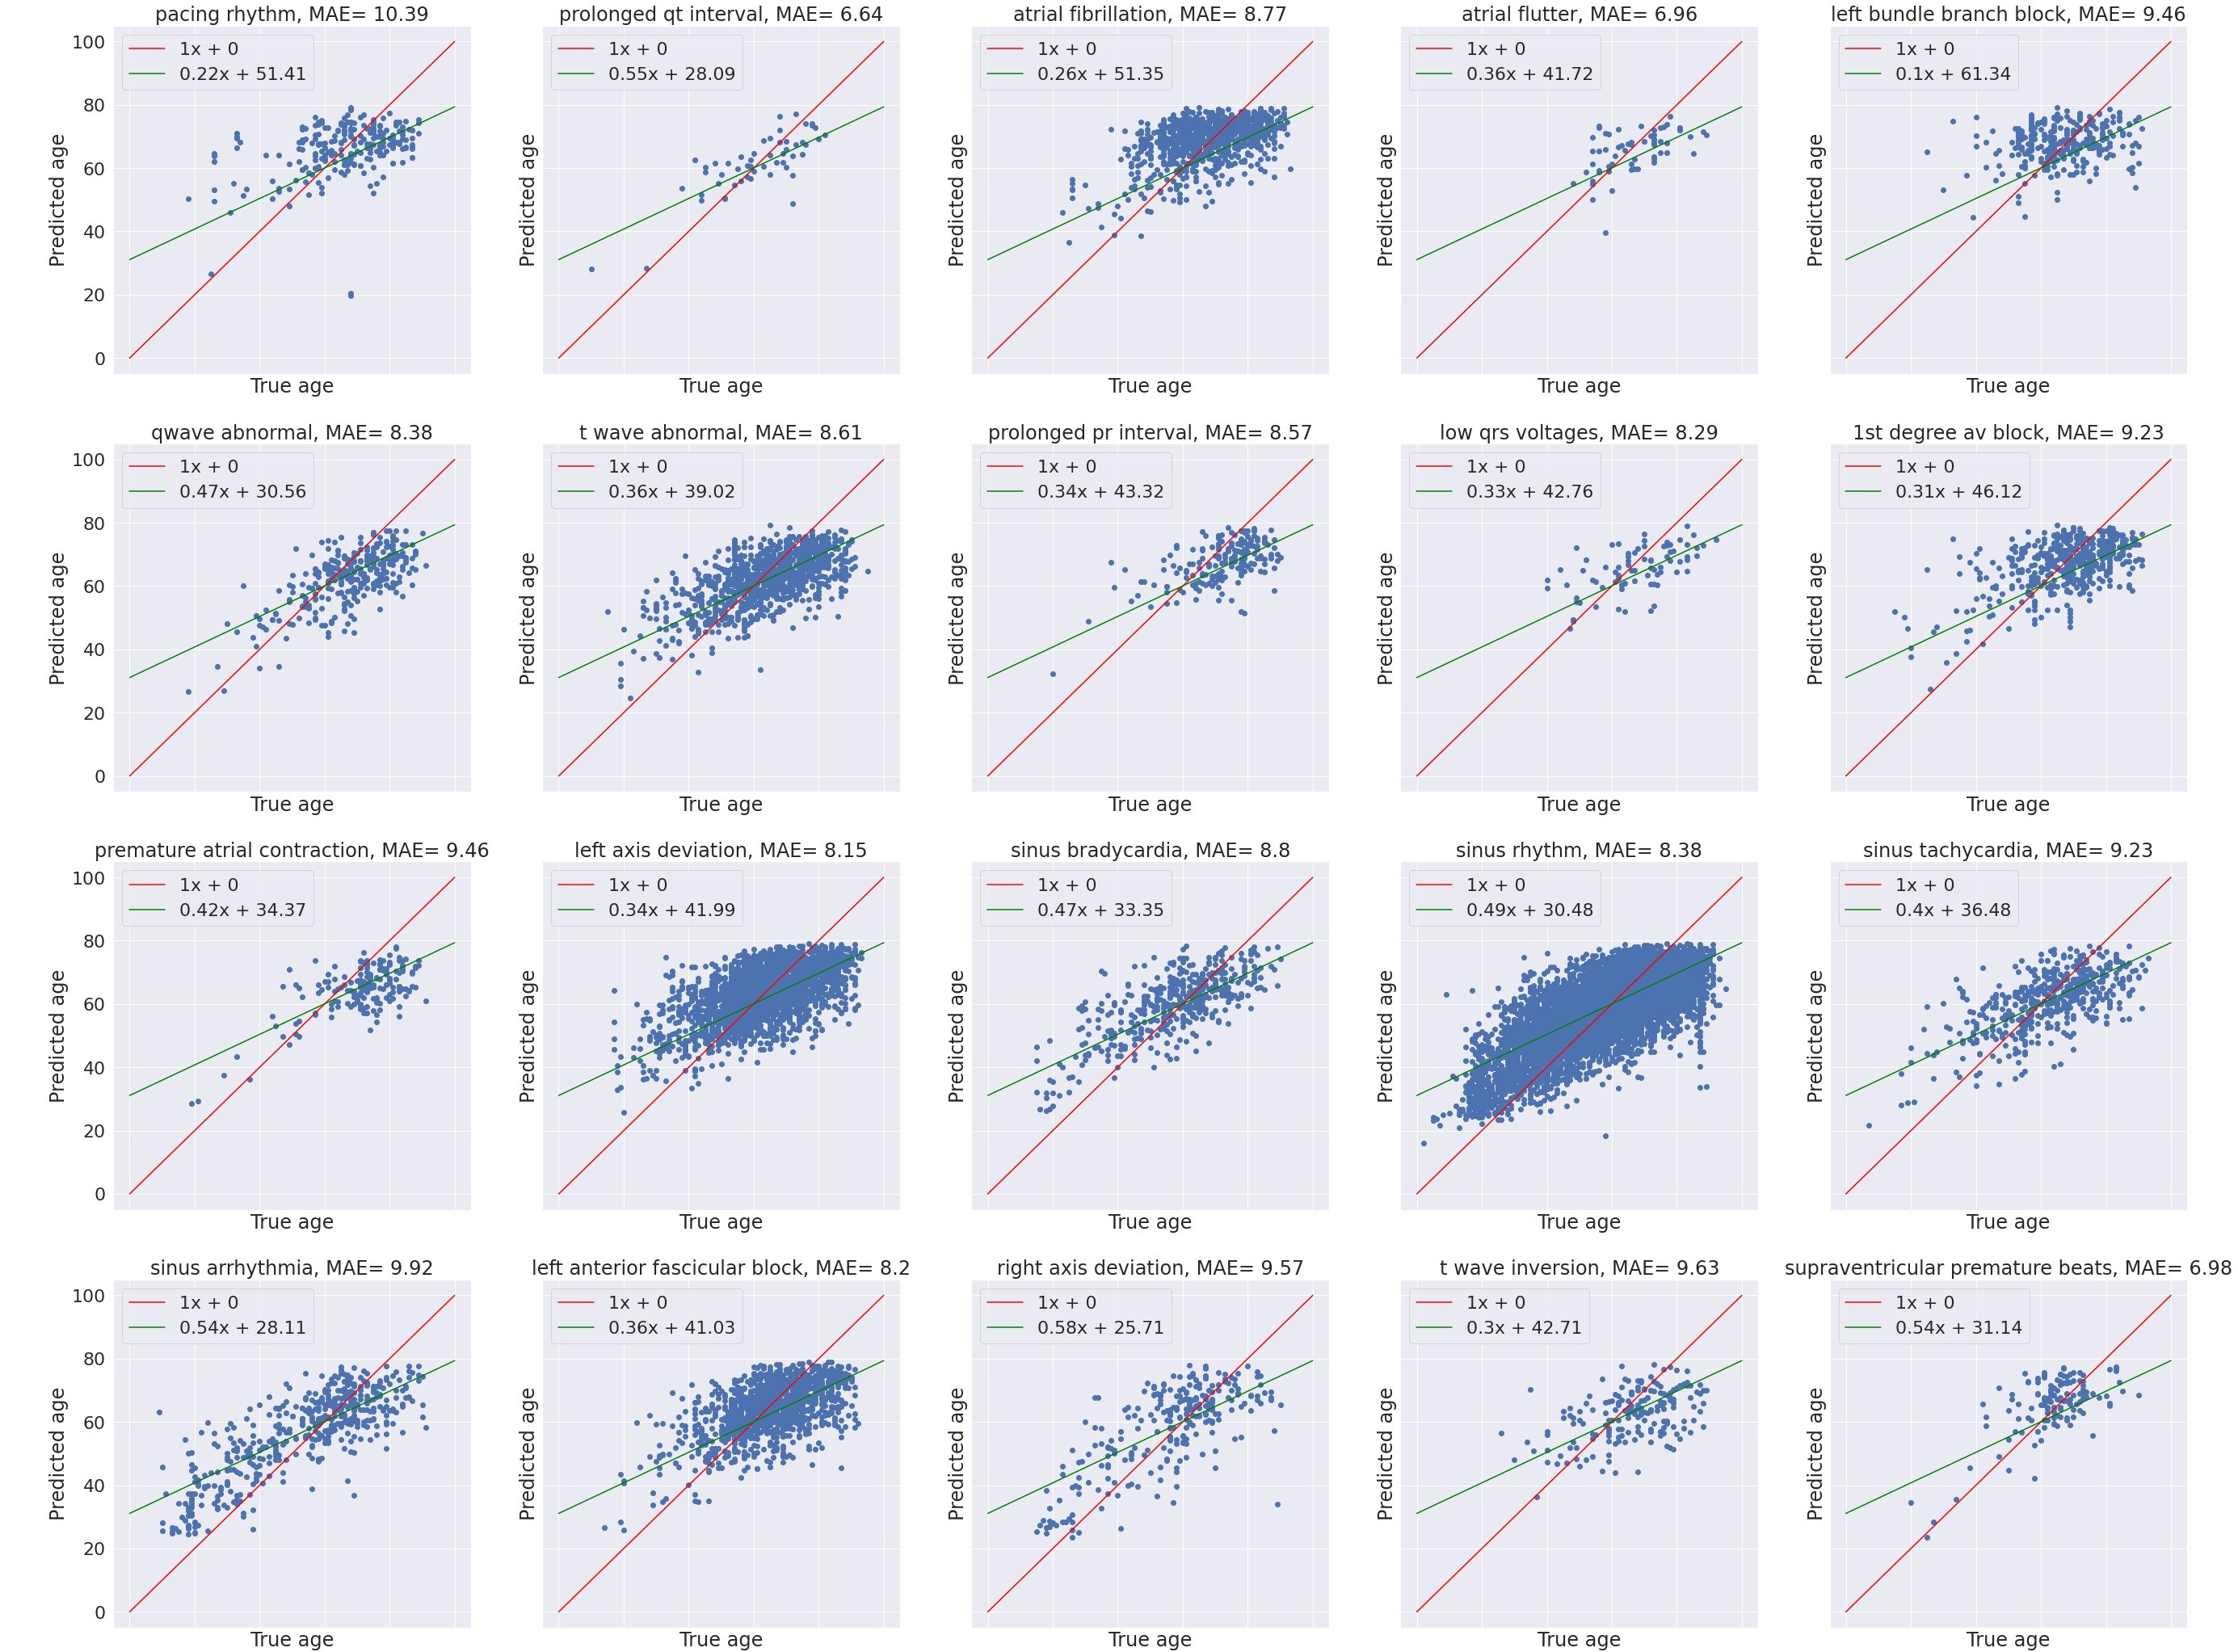 pacing rhythm, MAE= 10.39
1x + 0
0.22x + 51.41
100
80
60
40
20
0
Predicted age
True age
prolonged qt interval, MAE= 6.64
1x + 0
0.55x + 28.09
Predicted age
True age
atrial fibrillation, MAE= 8.77
1x + 0
0.26x + 51.35
Predicted age
True age
atrial flutter, MAE= 6.96
1x + 0
0.36x + 41.72
Predicted age
True age
left bundle branch block, MAE= 9.46
1x + 0
0.1x + 61.34
Predicted age
True age
qwave abnormal, MAE= 8.38
1x + 0
0.47x + 30.56
100
80
60
40
20
0
Predicted age
True age
t wave abnormal, MAE= 8.61
1x + 0
0.36x + 39.02
Predicted age
True age
prolonged pr interval, MAE= 8.57
1x + 0
0.34x + 43.32
Predicted age
True age
low qrs voltages, MAE= 8.29
1x + 0
0.33x + 42.76
Predicted age
True age
1st degree av block, MAE= 9.23
1x + 0
0.31x + 46.12
Predicted age
True age
premature atrial contraction, MAE= 9.46
1x + 0
0.42x + 34.37
100
80
60
40
20
0
Predicted age
True age
left axis deviation, MAE= 8.15
1x + 0
0.34x + 41.99
Predicted age
True age
sinus bradycardia, MAE= 8.8
1x + 0
0.47x + 33.35
Predicted age
True age
sinus rhythm, MAE= 8.38
1x + 0
0.49x + 30.48
Predicted age
True age
sinus tachycardia, MAE= 9.23
1x + 0
0.4x + 36.48
Predicted age
True age
sinus arrhythmia, MAE= 9.92
1x + 0
0.54x + 28.11
100
80
60
40
20
0
Predicted age
True age
left anterior fascicular block, MAE= 8.2
1x + 0
0.36x + 41.03
Predicted age
True age
right axis deviation, MAE= 9.57
1x + 0
0.58x + 25.71
Predicted age
True age
t wave inversion, MAE= 9.63
1x + 0
0.3x + 42.71
Predicted age
True age
supraventricular premature beats, MAE= 6.98
1x + 0
0.54x + 31.14
Predicted age
True age